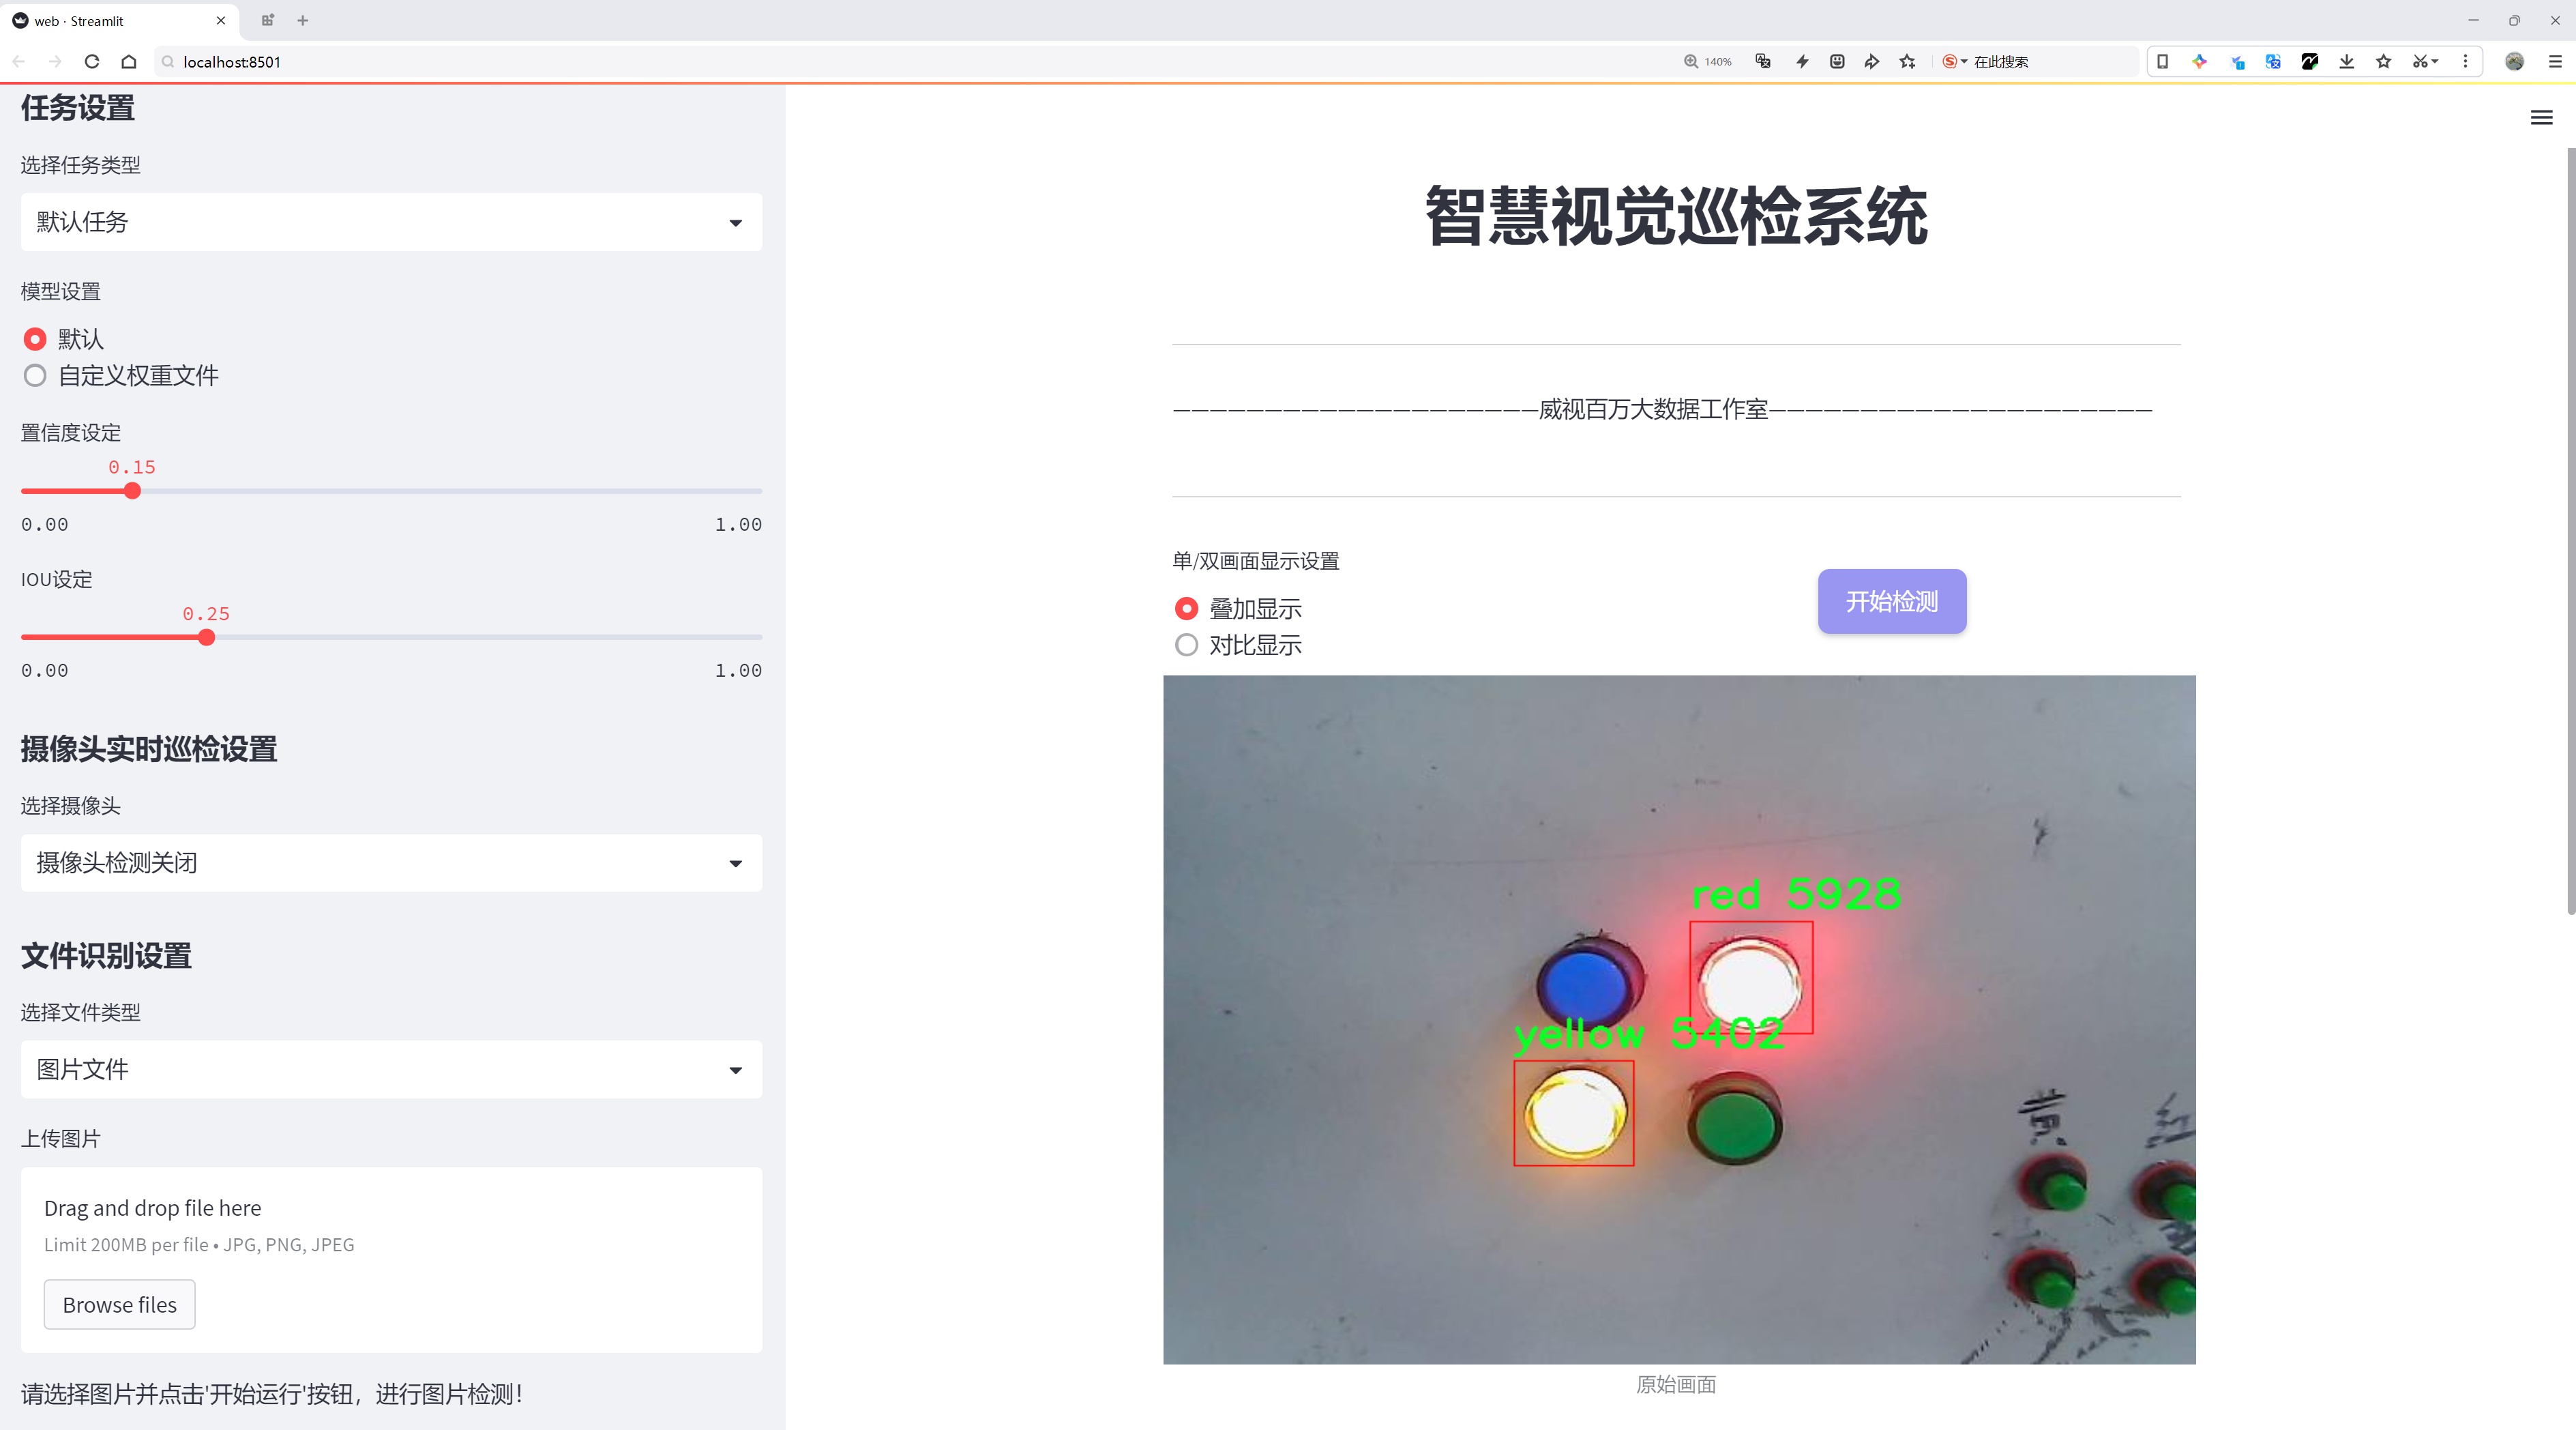 web · Streamlit
localhost:8501
140%
在此搜索
任务设置
选择任务类型
默认任务
模型设置
默认
自定义权重文件
置信度设定
0.15
0.00 1.00
IOU设定
0.25
0.00 1.00
摄像头实时巡检设置
选择摄像头
摄像头检测关闭
文件识别设置
选择文件类型
图片文件
上传图片
Drag and drop file here
Limit 200MB per file • JPG, PNG, JPEG
Browse files
请选择图片并点击'开始运行'按钮，进行图片检测！
智慧视觉巡检系统
————————————————————威视百万大数据工作室—————————————————————
单/双画面显示设置
叠加显示
对比显示
开始检测
red 5928
yellow 5402
黄
红
原始画面